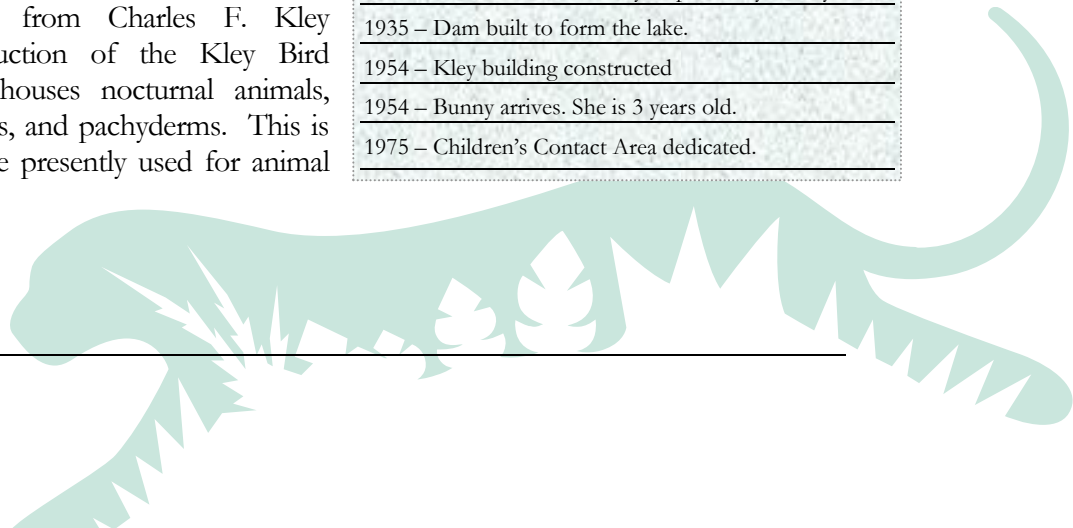 from Charles F. Kley
uction of the Kley Bird
houses nocturnal animals,
s, and pachyderms. This is
e presently used for animal
1935 – Dam built to form the lake.
1954 – Kley building constructed
1954 – Bunny arrives. She is 3 years old.
1975 – Children's Contact Area dedicated.